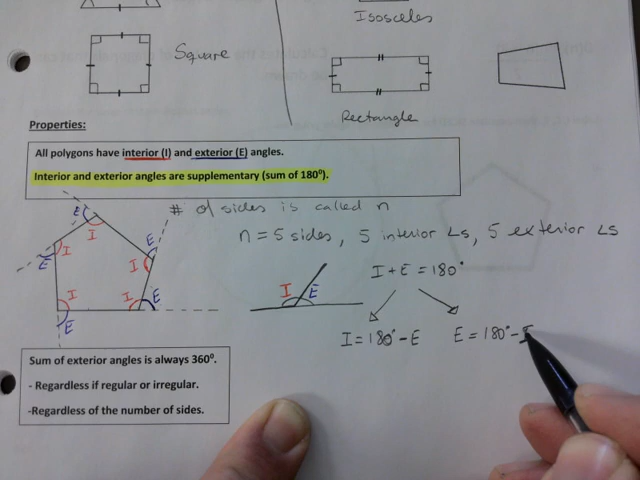 Isosceles
Square
Rectangle
Properties:
All polygons have interior (I) and exterior (E) angles.
Interior and exterior angles are supplementary (sum of 180⁰).
# of sides is called n
n = 5 sides, 5 interior ∠s, 5 exterior ∠s
E
I
E
I
E
I
I
I
E
E
I E
I + E = 180°
I = 180° - E
E = 180° - I
Sum of exterior angles is always 360⁰.
- Regardless if regular or irregular.
-Regardless of the number of sides.